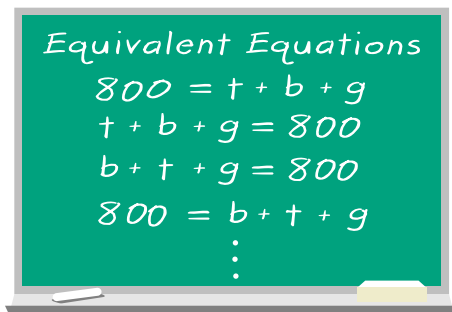 Equivalent Equations
800 = t + b + g
t + b + g = 800
b + t + g = 800
800 = b + t + g
⋮